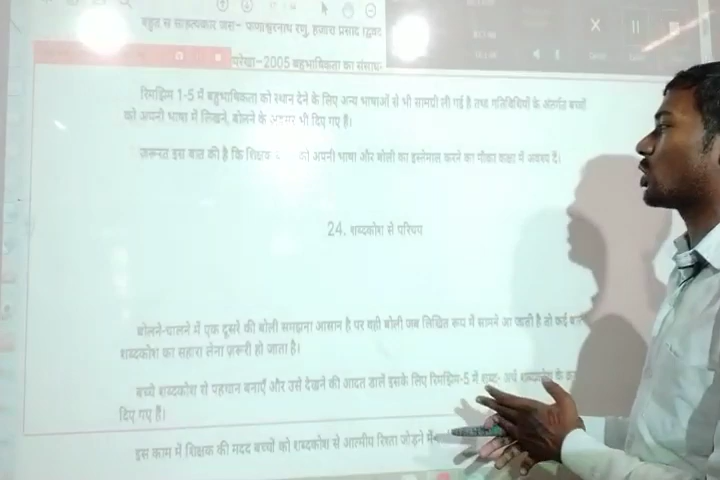 बहुत से साहित्यकार जैसे– फणीश्वरनाथ रेणु, हजारी प्रसाद द्विवेदी
–2005 बहुभाषिकता का संसाध-
रिमझिम 1-5 में बहुभाषिकता को स्थान देने के लिए अन्य भाषाओं से भी सामग्री ली गई है तथा गतिविधियों के अंतर्गत बच्चों
को अपनी भाषा में लिखने, बोलने के अवसर भी दिए गए हैं।
ज़रूरत इस बात की है कि शिक्षक को अपनी भाषा और बोली का इस्तेमाल करने का मौका कक्षा में अवश्य दें।
24. शब्दकोश से परिचय
बोलने-चालने में एक दूसरे की बोली समझना आसान है पर वही बोली जब लिखित रूप में सामने आ जाती है तो कई बार
शब्दकोश का सहारा लेना ज़रूरी हो जाता है।
बच्चे शब्दकोश से पहचान बनाएँ और उसे देखने की आदत डालें इसके लिए रिमझिम-5 में शब्द- अर्थ शब्दकोश के
दिए गए हैं।
इस काम में शिक्षक की मदद बच्चों को शब्दकोश से आत्मीय रिश्ता जोड़ने में